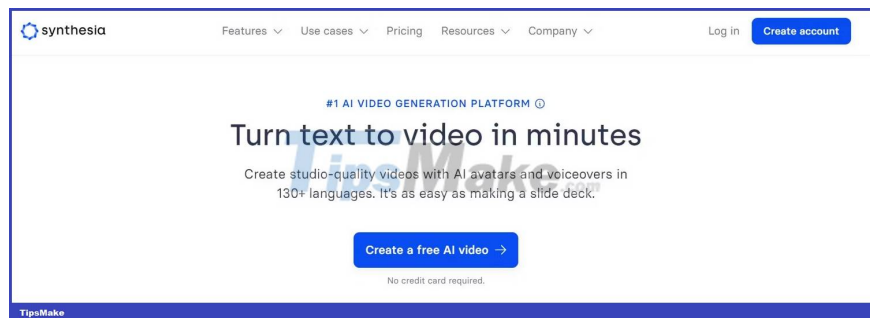 synthesia
Features Use cases Pricing Resources Company Log in Create account
#1 AI VIDEO GENERATION PLATFORM
Turn text to video in minutes
Create studio-quality videos with AI avatars and voiceovers in
130+ languages. It's as easy as making a slide deck.
TipsMake.com
Create a free AI video →
No credit card required.
TipsMake